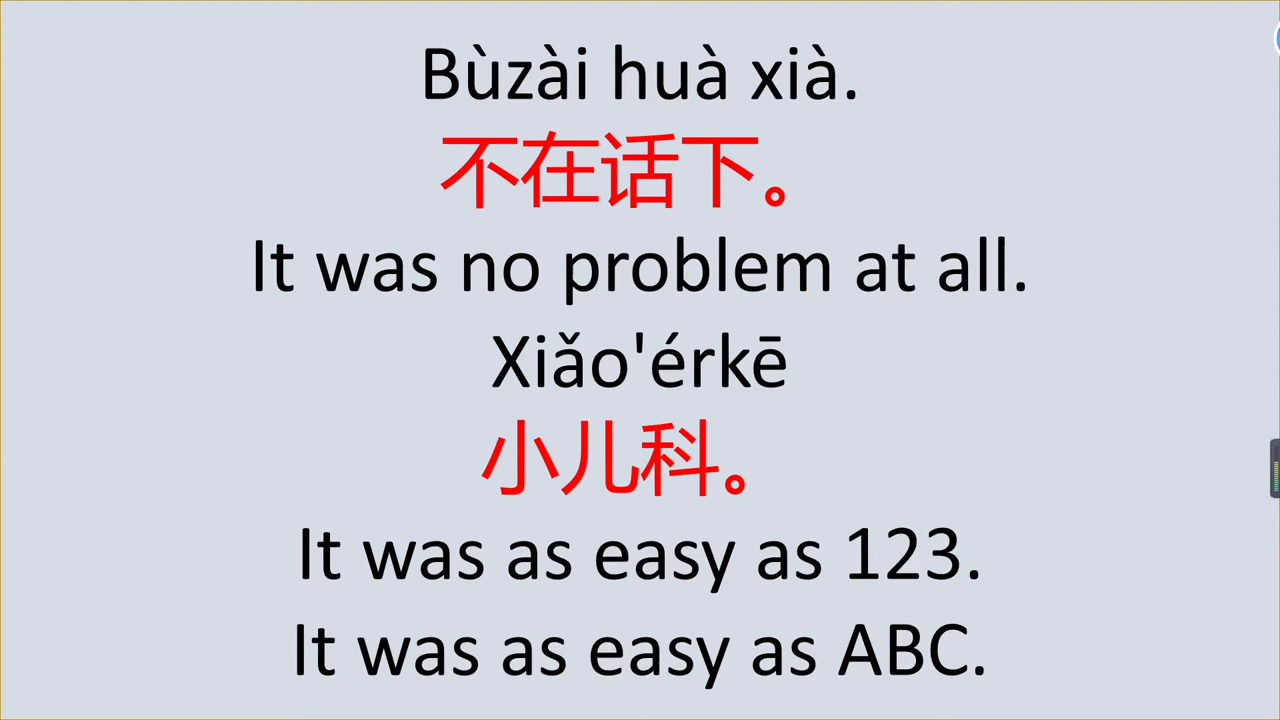 Bùzài huà xià.
不在话下。
It was no problem at all.
Xiǎo'érkē
小儿科。
It was as easy as 123.
It was as easy as ABC.